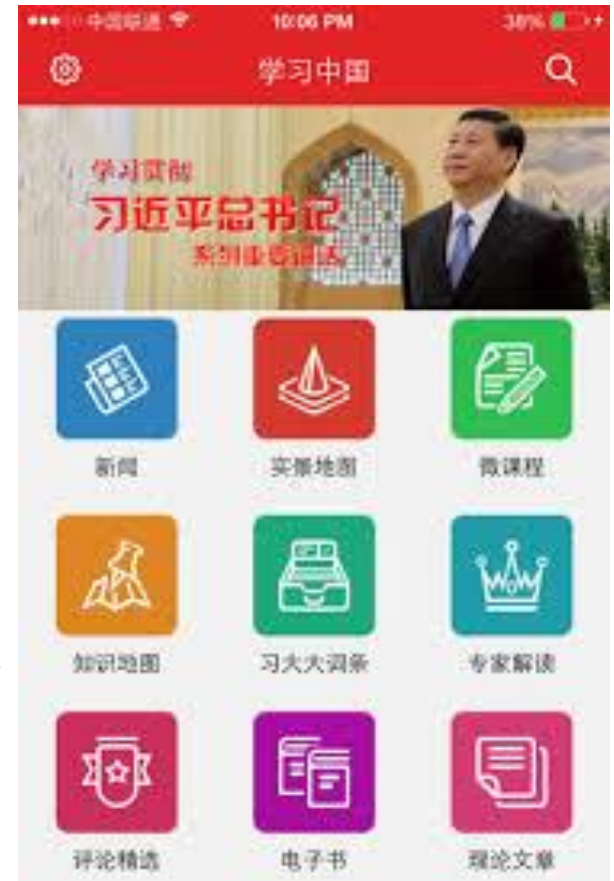 中国联通 10:06 PM 38%
学习中国
学习贯彻
习近平总书记
系列重要讲话
新闻 实景地图 微课程
知识地图 习大大词条 专家解读
评论精选 电子书 理论文章